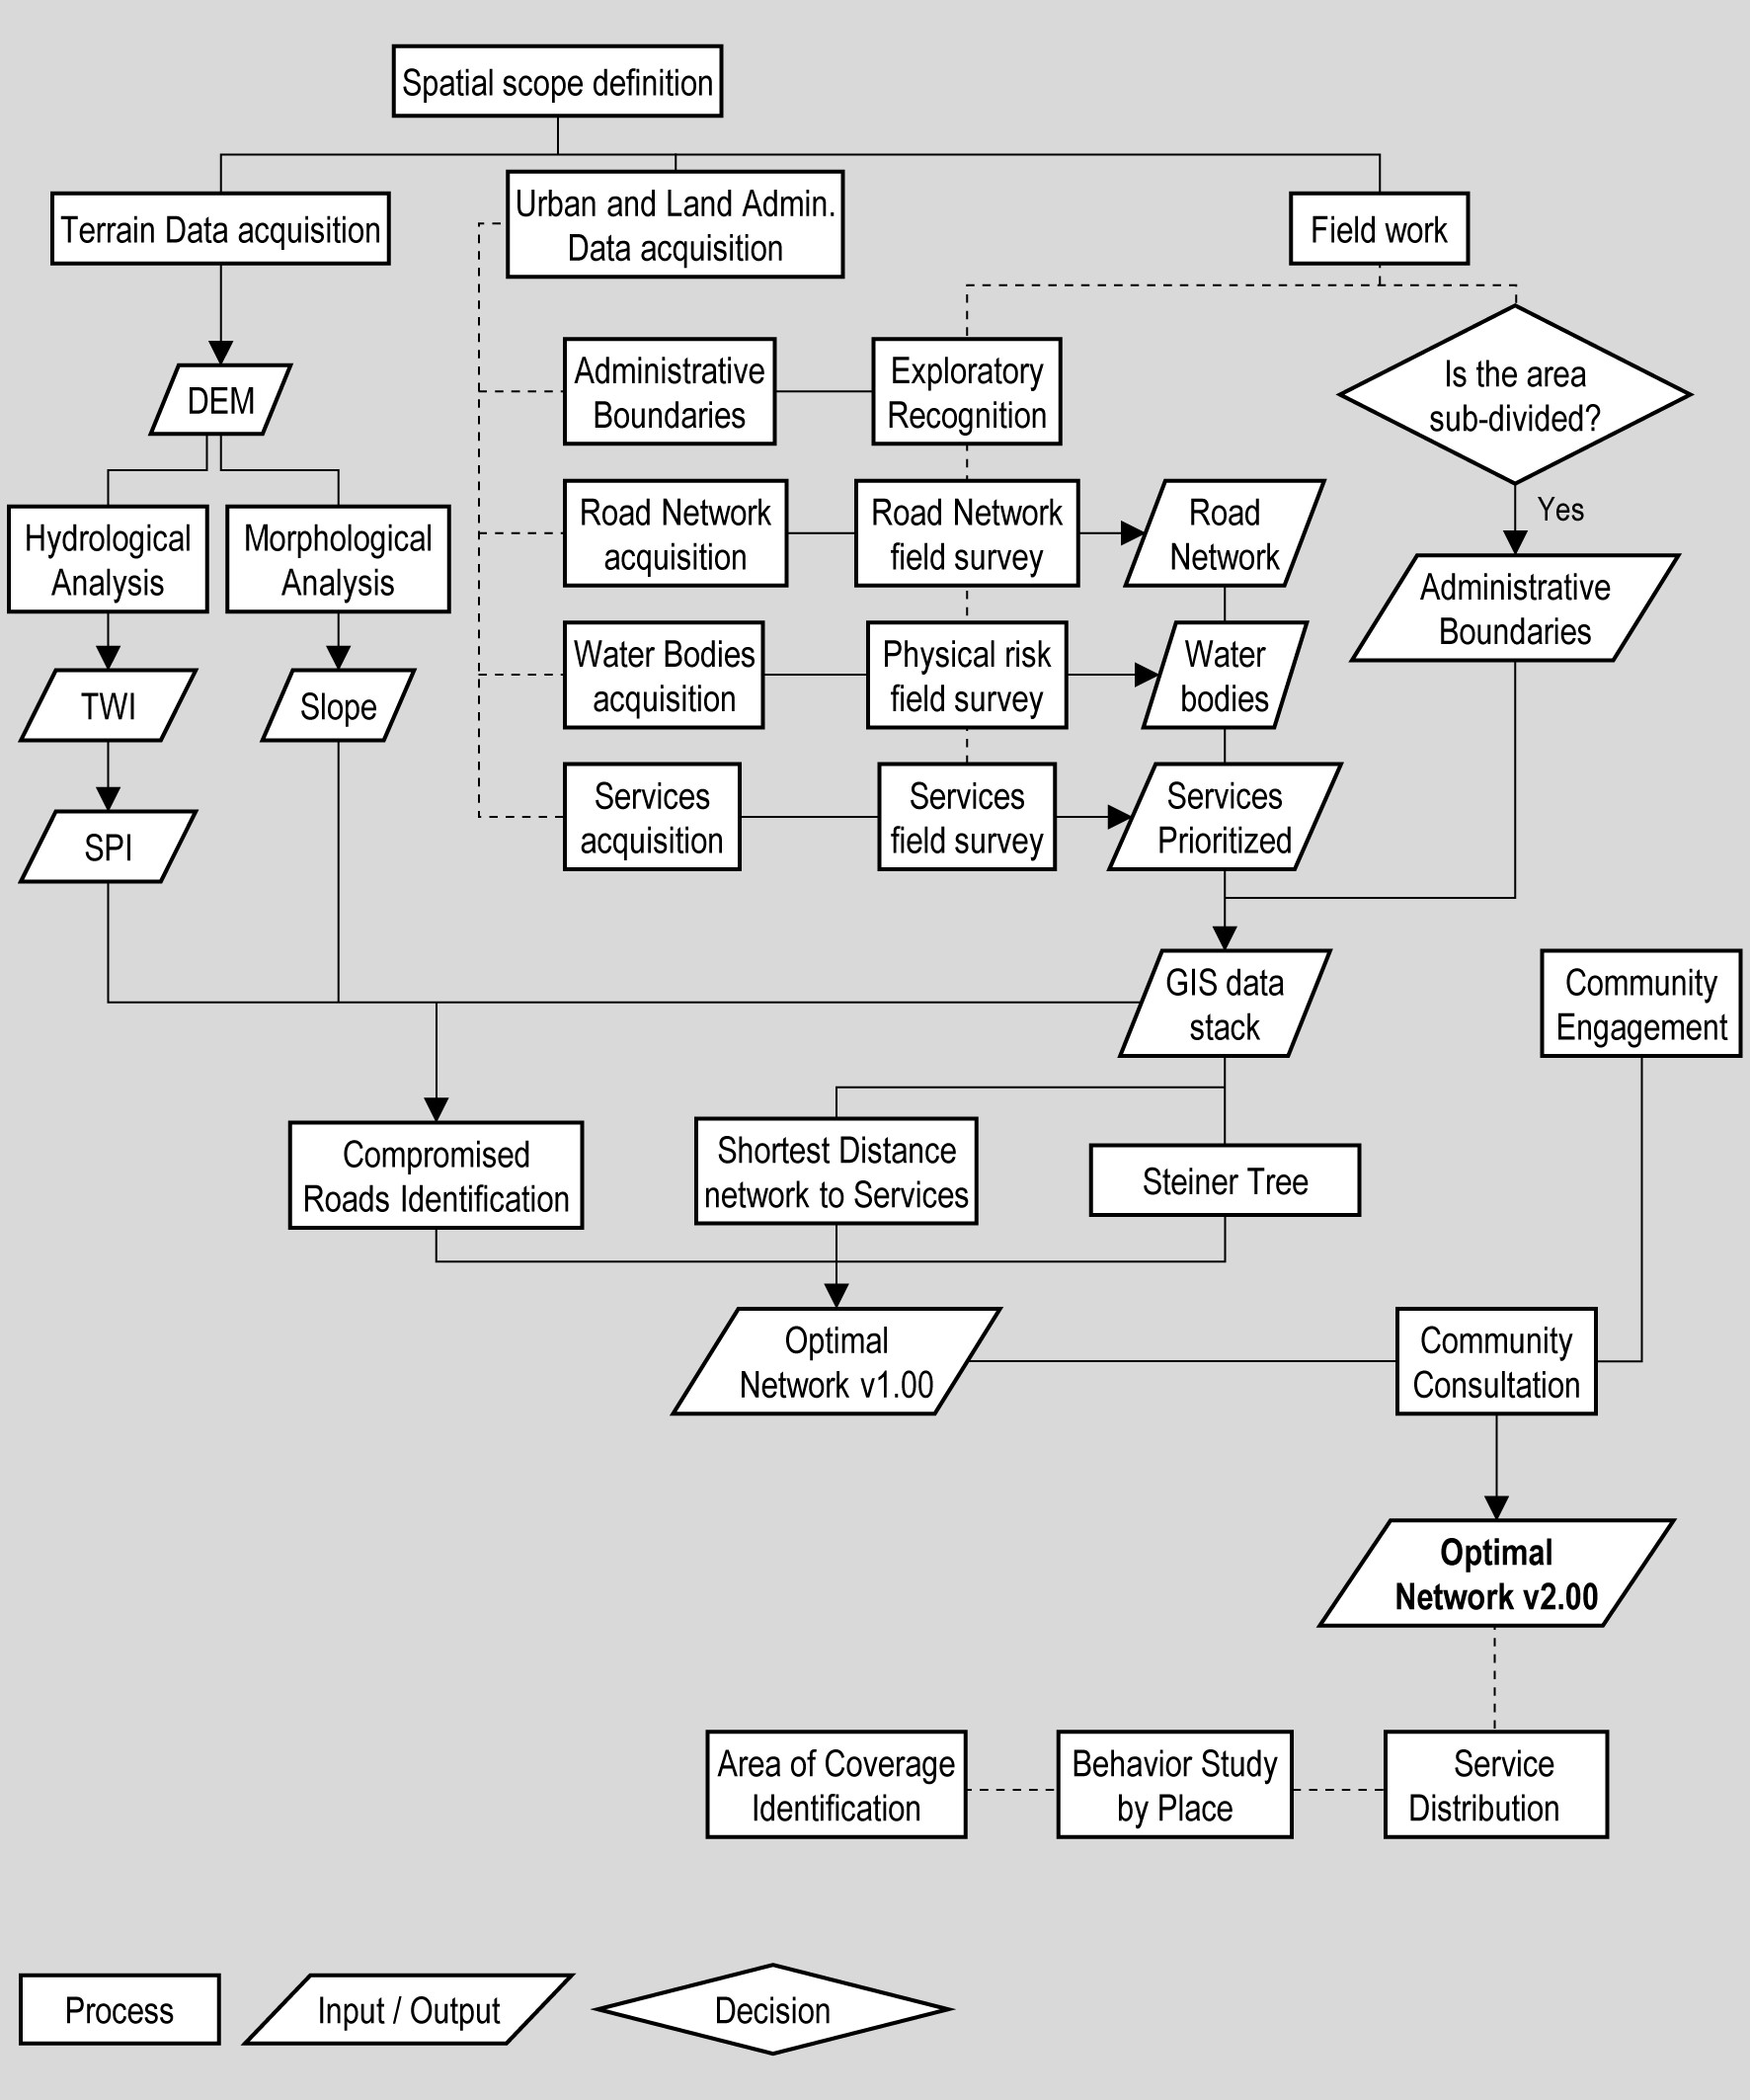 Spatial scope definition
Terrain Data acquisition
Urban and Land Admin.
Data acquisition
Field work
DEM
Administrative
Boundaries
Exploratory
Recognition
Is the area
sub-divided?
Yes
Hydrological
Analysis
Morphological
Analysis
Road Network
acquisition
Road Network
field survey
Road
Network
Administrative
Boundaries
TWI
Slope
Water Bodies
acquisition
Physical risk
field survey
Water
bodies
SPI
Services
acquisition
Services
field survey
Services
Prioritized
GIS data
stack
Community
Engagement
Compromised
Roads Identification
Shortest Distance
network to Services
Steiner Tree
Optimal
Network v1.00
Community
Consultation
Optimal
Network v2.00
Area of Coverage
Identification
Behavior Study
by Place
Service
Distribution
Process
Input / Output
Decision